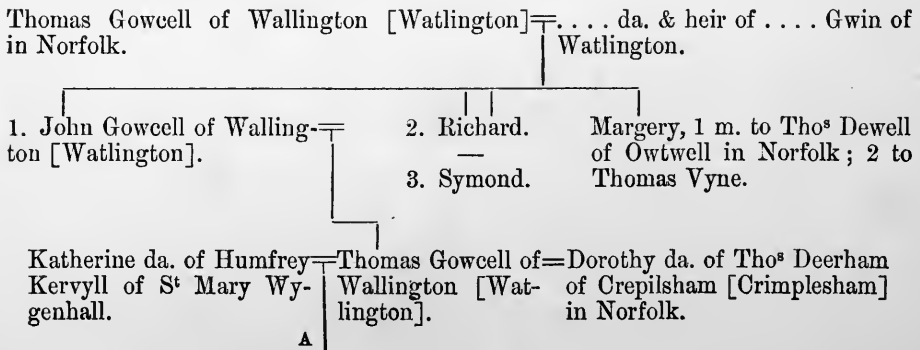 Thomas Gowcell of Wallington [Watlington]=. . . . da. & heir of . . . . Gwin of
in Norfolk.
Watlington.
1. John Gowcell of Walling-
ton [Watlington].
2. Richard.
—
3. Symond.
Margery, 1 m. to Thoˢ Dewell
of Owtwell in Norfolk ; 2 to
Thomas Vyne.
Katherine da. of Humfrey
Kervyll of Sᵗ Mary Wy-
genhall.
Thomas Gowcell of
Wallington [Wat-
lington].
=Dorothy da. of Thoˢ Deerham
of Crepilsham [Crimplesham]
in Norfolk.
A